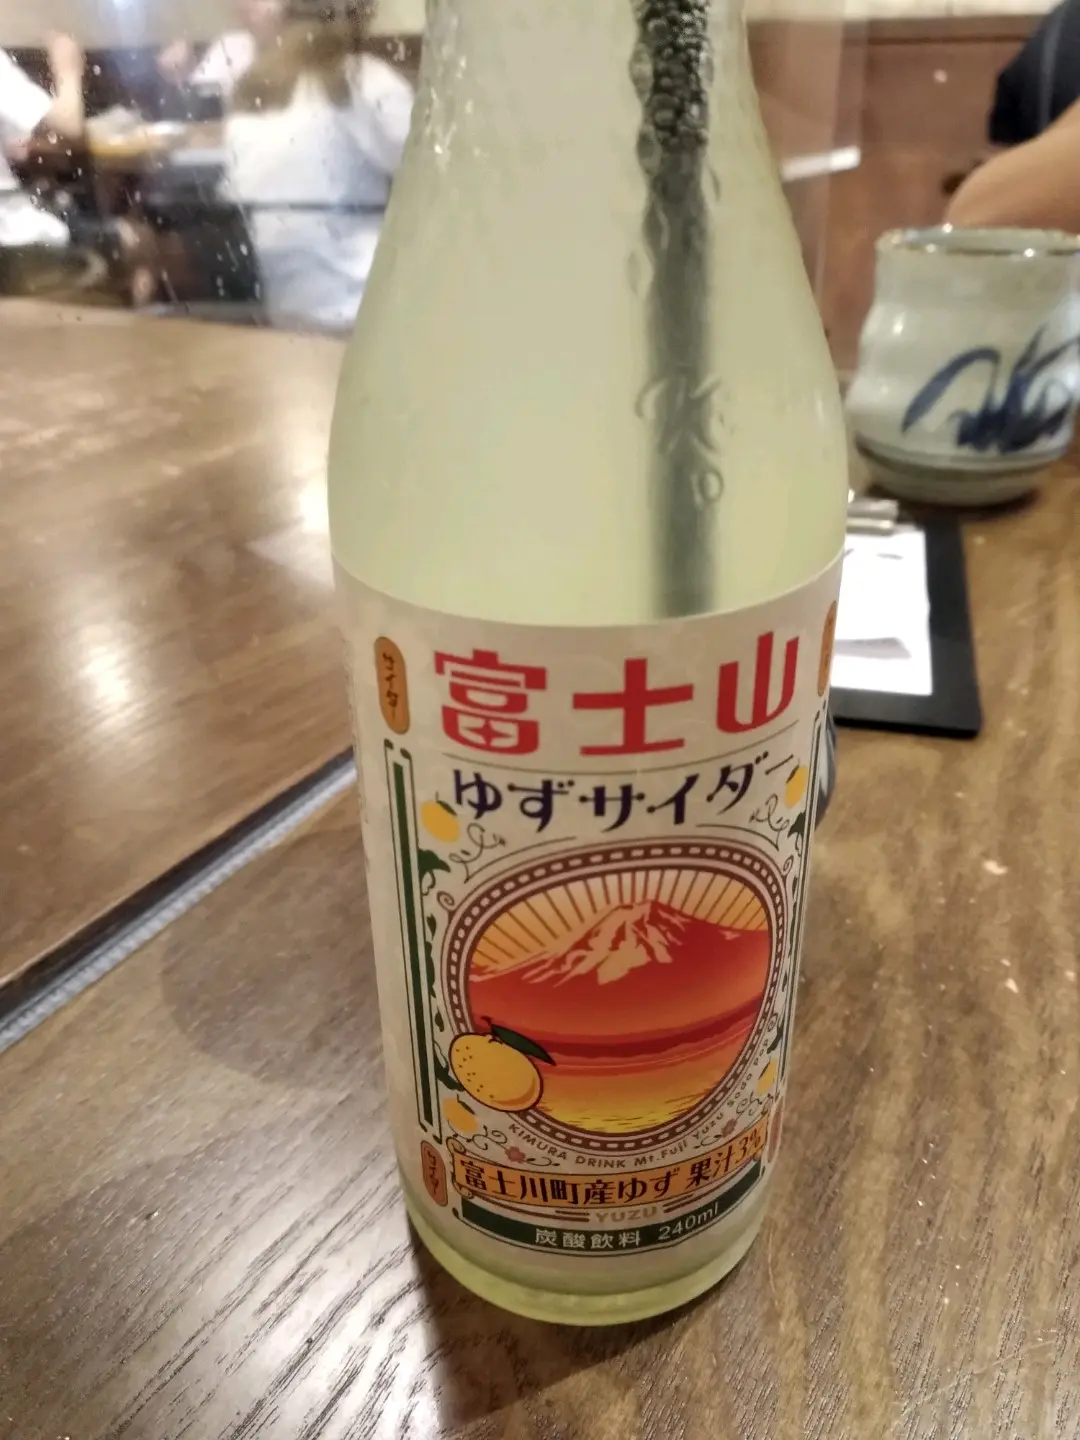 富士山
ゆずサイダー
サイダー
KIMURA DRINK Mt.Fuji Yuzu Soda Pop
サイダー
富士川町産ゆず 果汁3%
YUZU
炭酸飲料 240ml